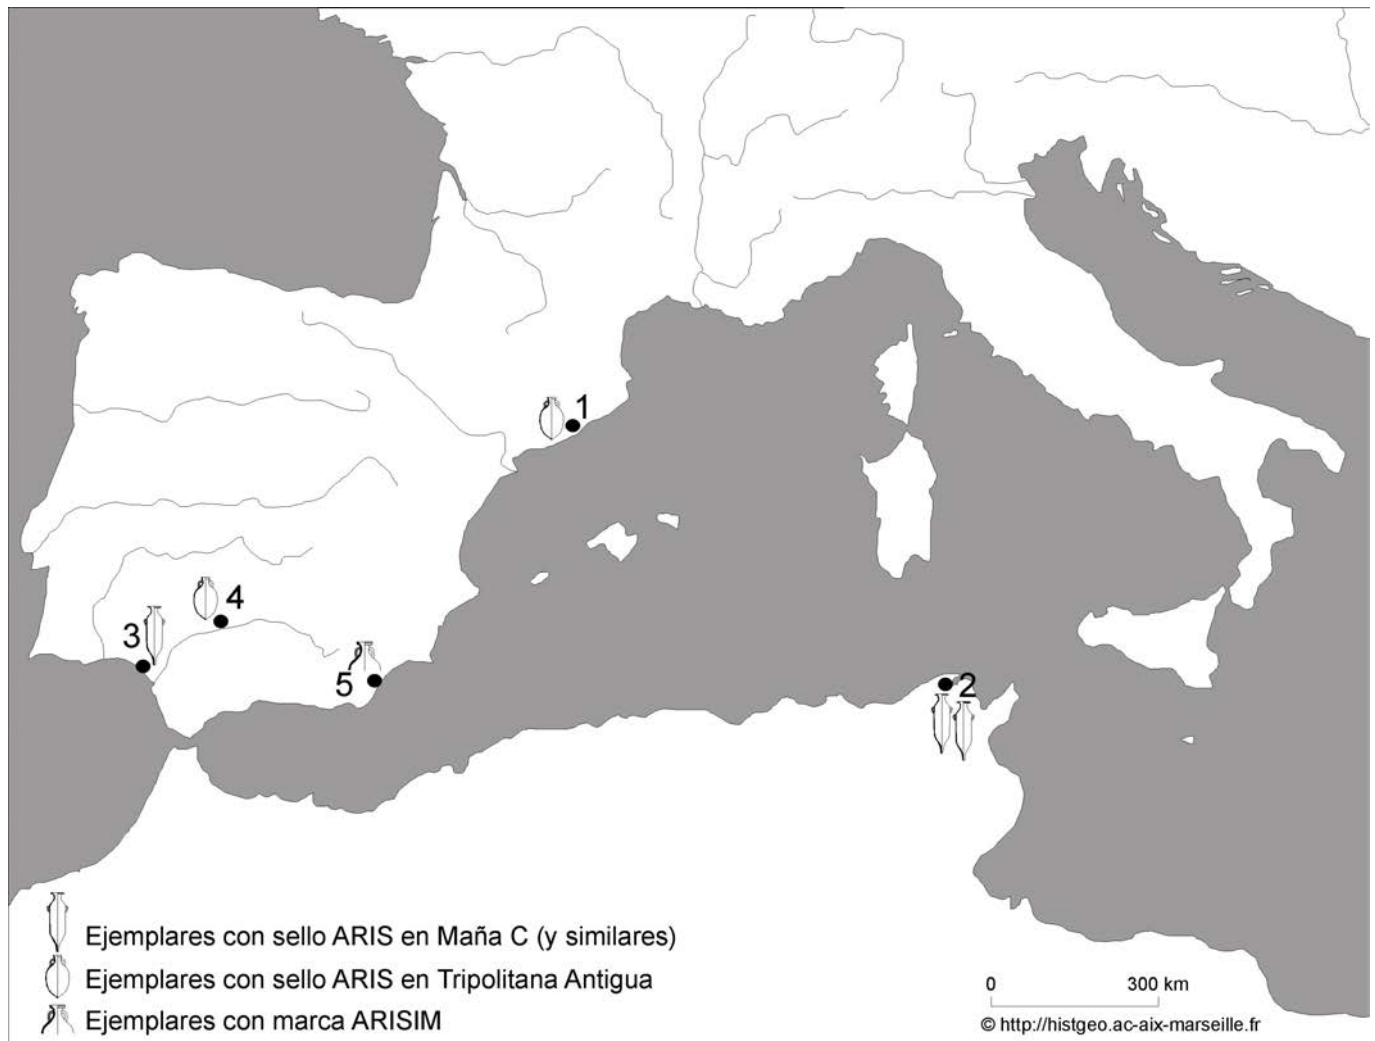 1
4
3
5
2
Ejemplares con sello ARIS en Maña C (y similares)
Ejemplares con sello ARIS en Tripolitana Antigua
Ejemplares con marca ARISIM
0 300 km
© http://histgeo.ac-aix-marseille.fr